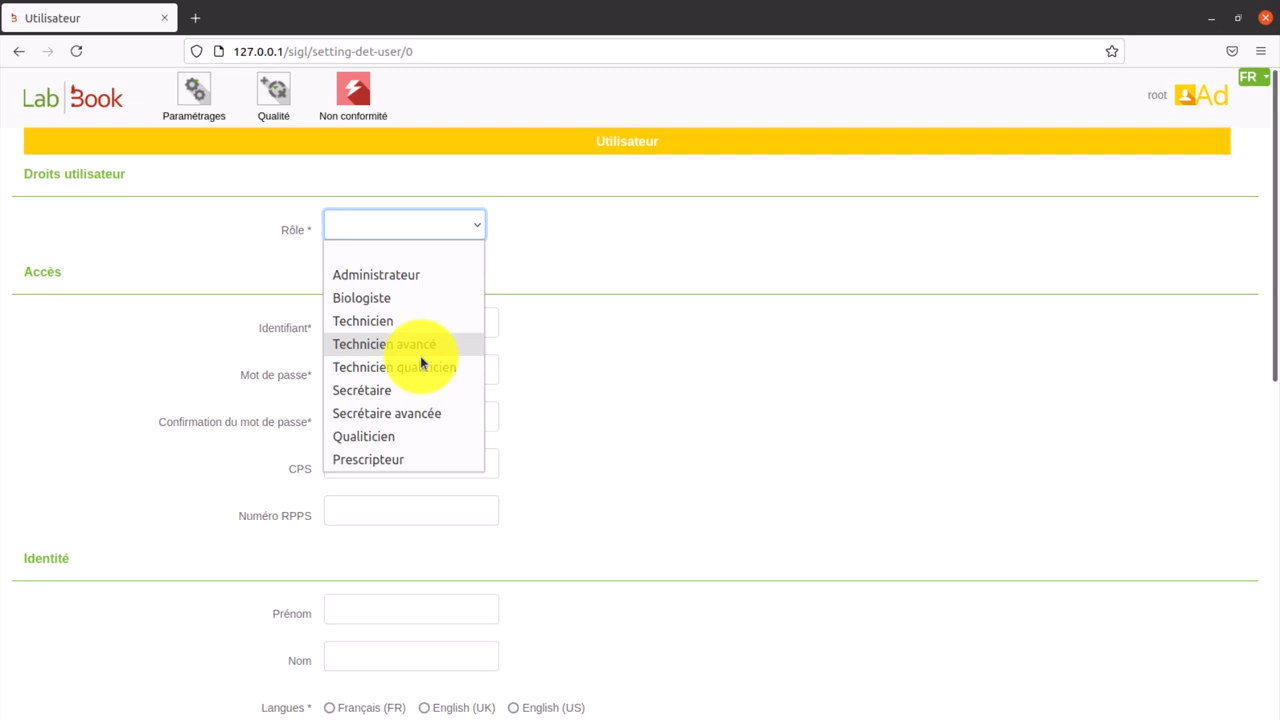 Utilisateur
127.0.0.1/sigl/setting-det-user/0
Lab Book
Paramétrages
Qualité
Non conformité
root
Ad
FR
Utilisateur
Droits utilisateur
Rôle *
Administrateur
Biologiste
Technicien
Technicien avancé
Technicien qualiticien
Secrétaire
Secrétaire avancée
Qualiticien
Prescripteur
Accès
Identifiant*
Mot de passe*
Confirmation du mot de passe*
CPS
Numéro RPPS
Identité
Prénom
Nom
Langues * Français (FR) English (UK) English (US)